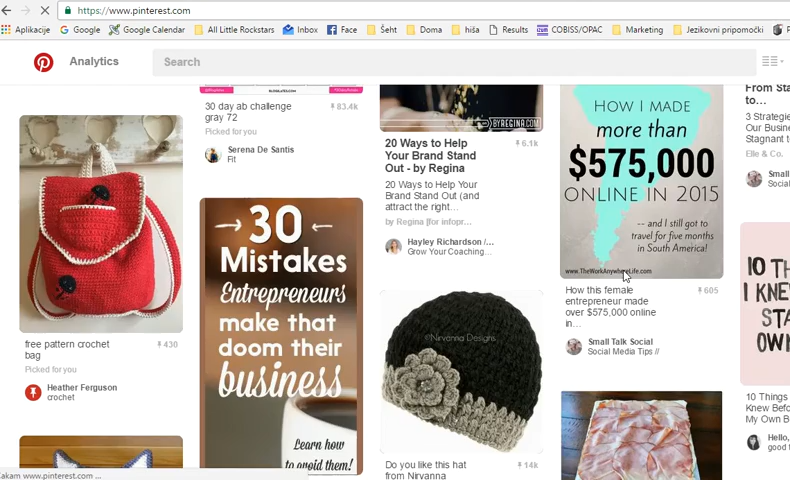 https://www.pinterest.com
Aplikacije
Google
Google Calendar
All Little Rockstars
Inbox
Face
Šeht
Doma
hiša
Results
COBISS/OPAC
Marketing
Jezikovni pripomočki
Analytics
Search
free pattern crochet
bag
430
Picked for you
Heather Ferguson
crochet
30 day ab challenge
gray 72
83.4k
Picked for you
Serena De Santis
Fit
30
Mistakes
Entrepreneurs
make that
doom their
business
Learn how
to avoid them!
BYREGINA.COM
20 Ways to Help
Your Brand Stand
Out - by Regina
6.1k
20 Ways to Help
Your Brand Stand
Out (and
attract the right...
by Regina [for infopr...
Hayley Richardson /...
Grow Your Coaching...
©Nirvanna Designs
Do you like this hat
from Nirvanna
14k
HOW I MADE
more than
$575,000
ONLINE IN 2015
-- and I still got to
travel for five months
in South America!
www.TheWorkAnywhereLife.com
How this female
entrepreneur made
over $575,000 online
in...
605
Small Talk Social
Social Media Tips //
From Sta
to...
3 Strategie
Our Busine
Stagnant to
Elle & Co.
Small
Social
10 TH
I KNEW
STA
OWN
10 Things
Knew Befo
My Own B
Hello,
good t
Čakam www.pinterest.com ...